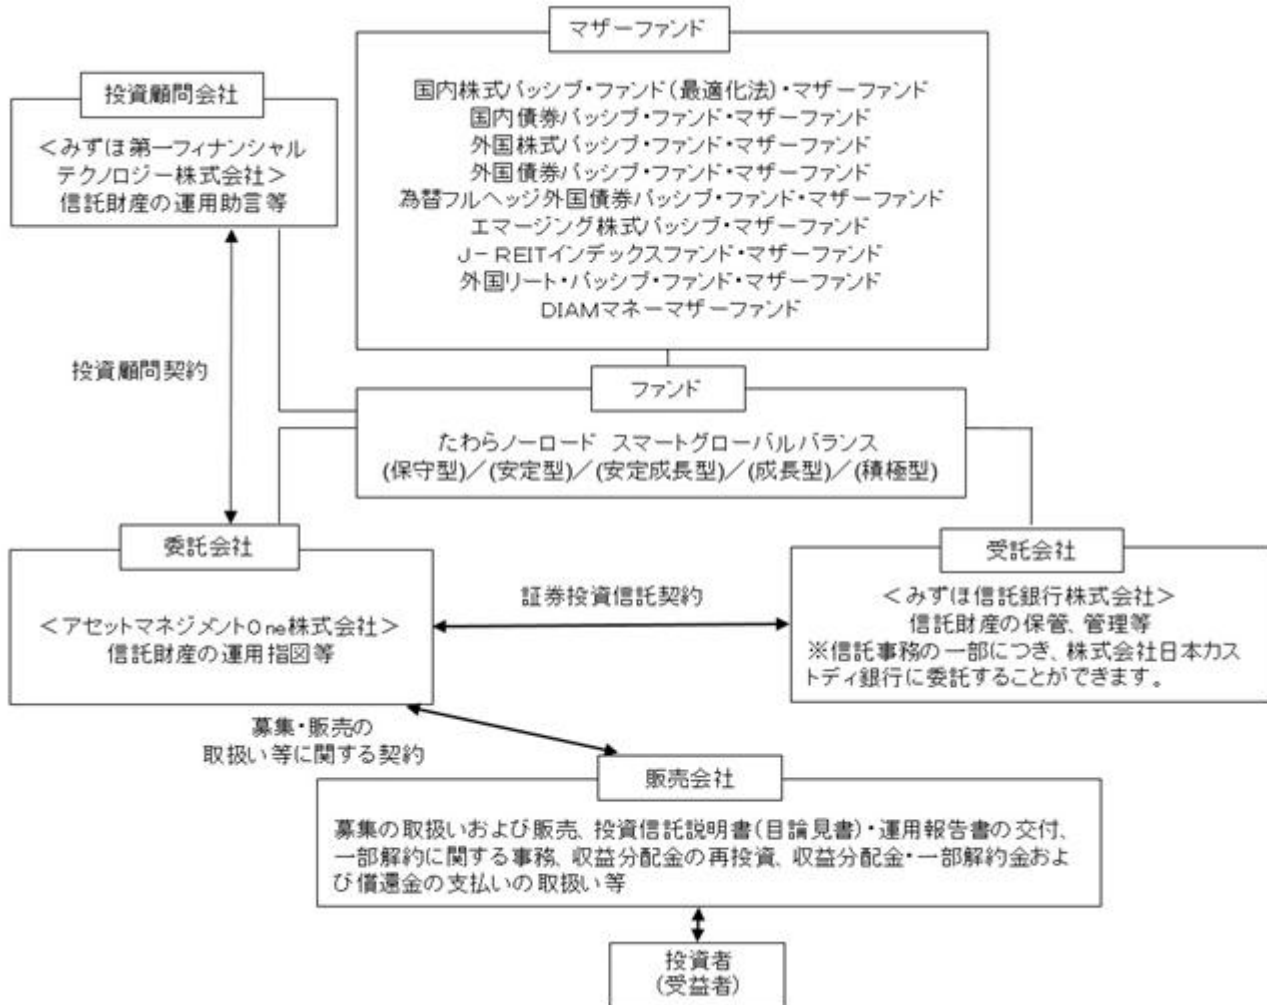 マザーファンド
国内株式パッシブ・ファンド(最適化法)・マザーファンド
国内債券パッシブ・ファンド・マザーファンド
外国株式パッシブ・ファンド・マザーファンド
外国債券パッシブ・ファンド・マザーファンド
為替フルヘッジ外国債券パッシブ・ファンド・マザーファンド
エマージング株式パッシブ・マザーファンド
J-REITインデックスファンド・マザーファンド
外国リート・パッシブ・ファンド・マザーファンド
DIAMマネーマザーファンド
投資顧問会社
<みずほ第一フィナンシャル
テクノロジー株式会社>
信託財産の運用助言等
投資顧問契約
ファンド
たわらノーロード スマートグローバルバランス
(保守型)/(安定型)/(安定成長型)/(成長型)/(積極型)
委託会社
<アセットマネジメントOne株式会社>
信託財産の運用指図等
証券投資信託契約
受託会社
<みずほ信託銀行株式会社>
信託財産の保管、管理等
※信託事務の一部につき、株式会社日本カス
トディ銀行に委託することができます。
募集・販売の
取扱い等に関する契約
販売会社
募集の取扱いおよび販売、投資信託説明書(目論見書)・運用報告書の交付、
一部解約に関する事務、収益分配金の再投資、収益分配金・一部解約金およ
び償還金の支払いの取扱い等
投資者
(受益者)